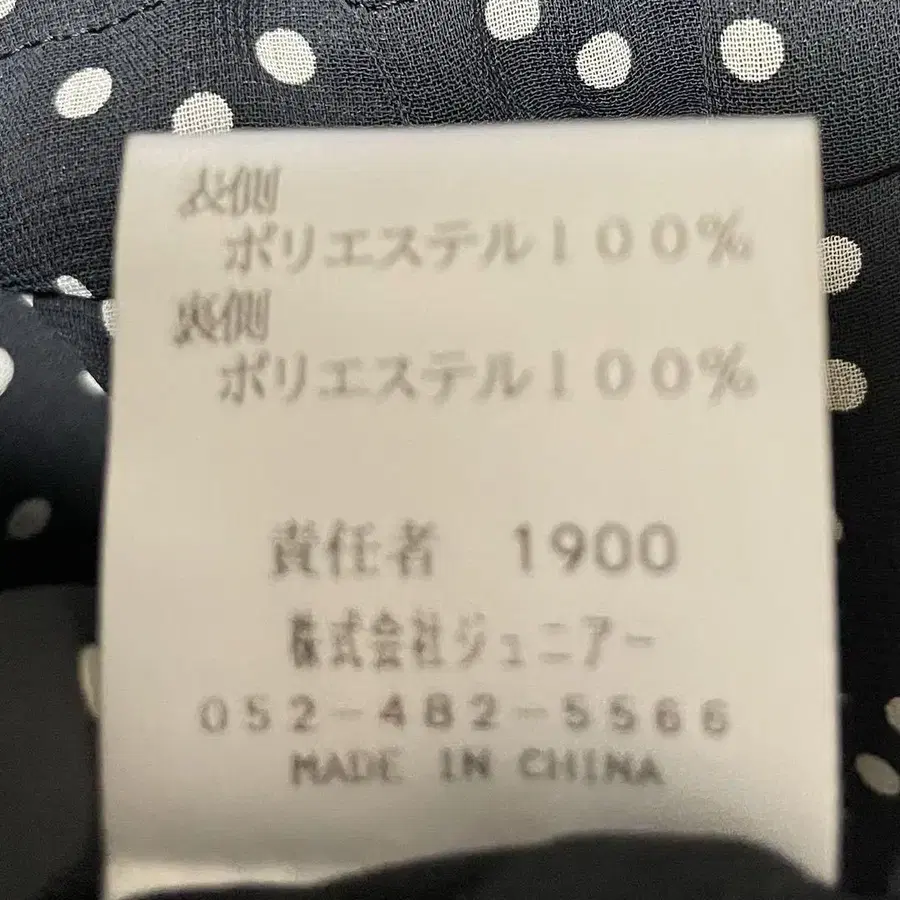 表側
ポリエステル100%
裏側
ポリエステル100%
責任者 1900
株式会社ジュニアー
052-482-5566
MADE IN CHINA